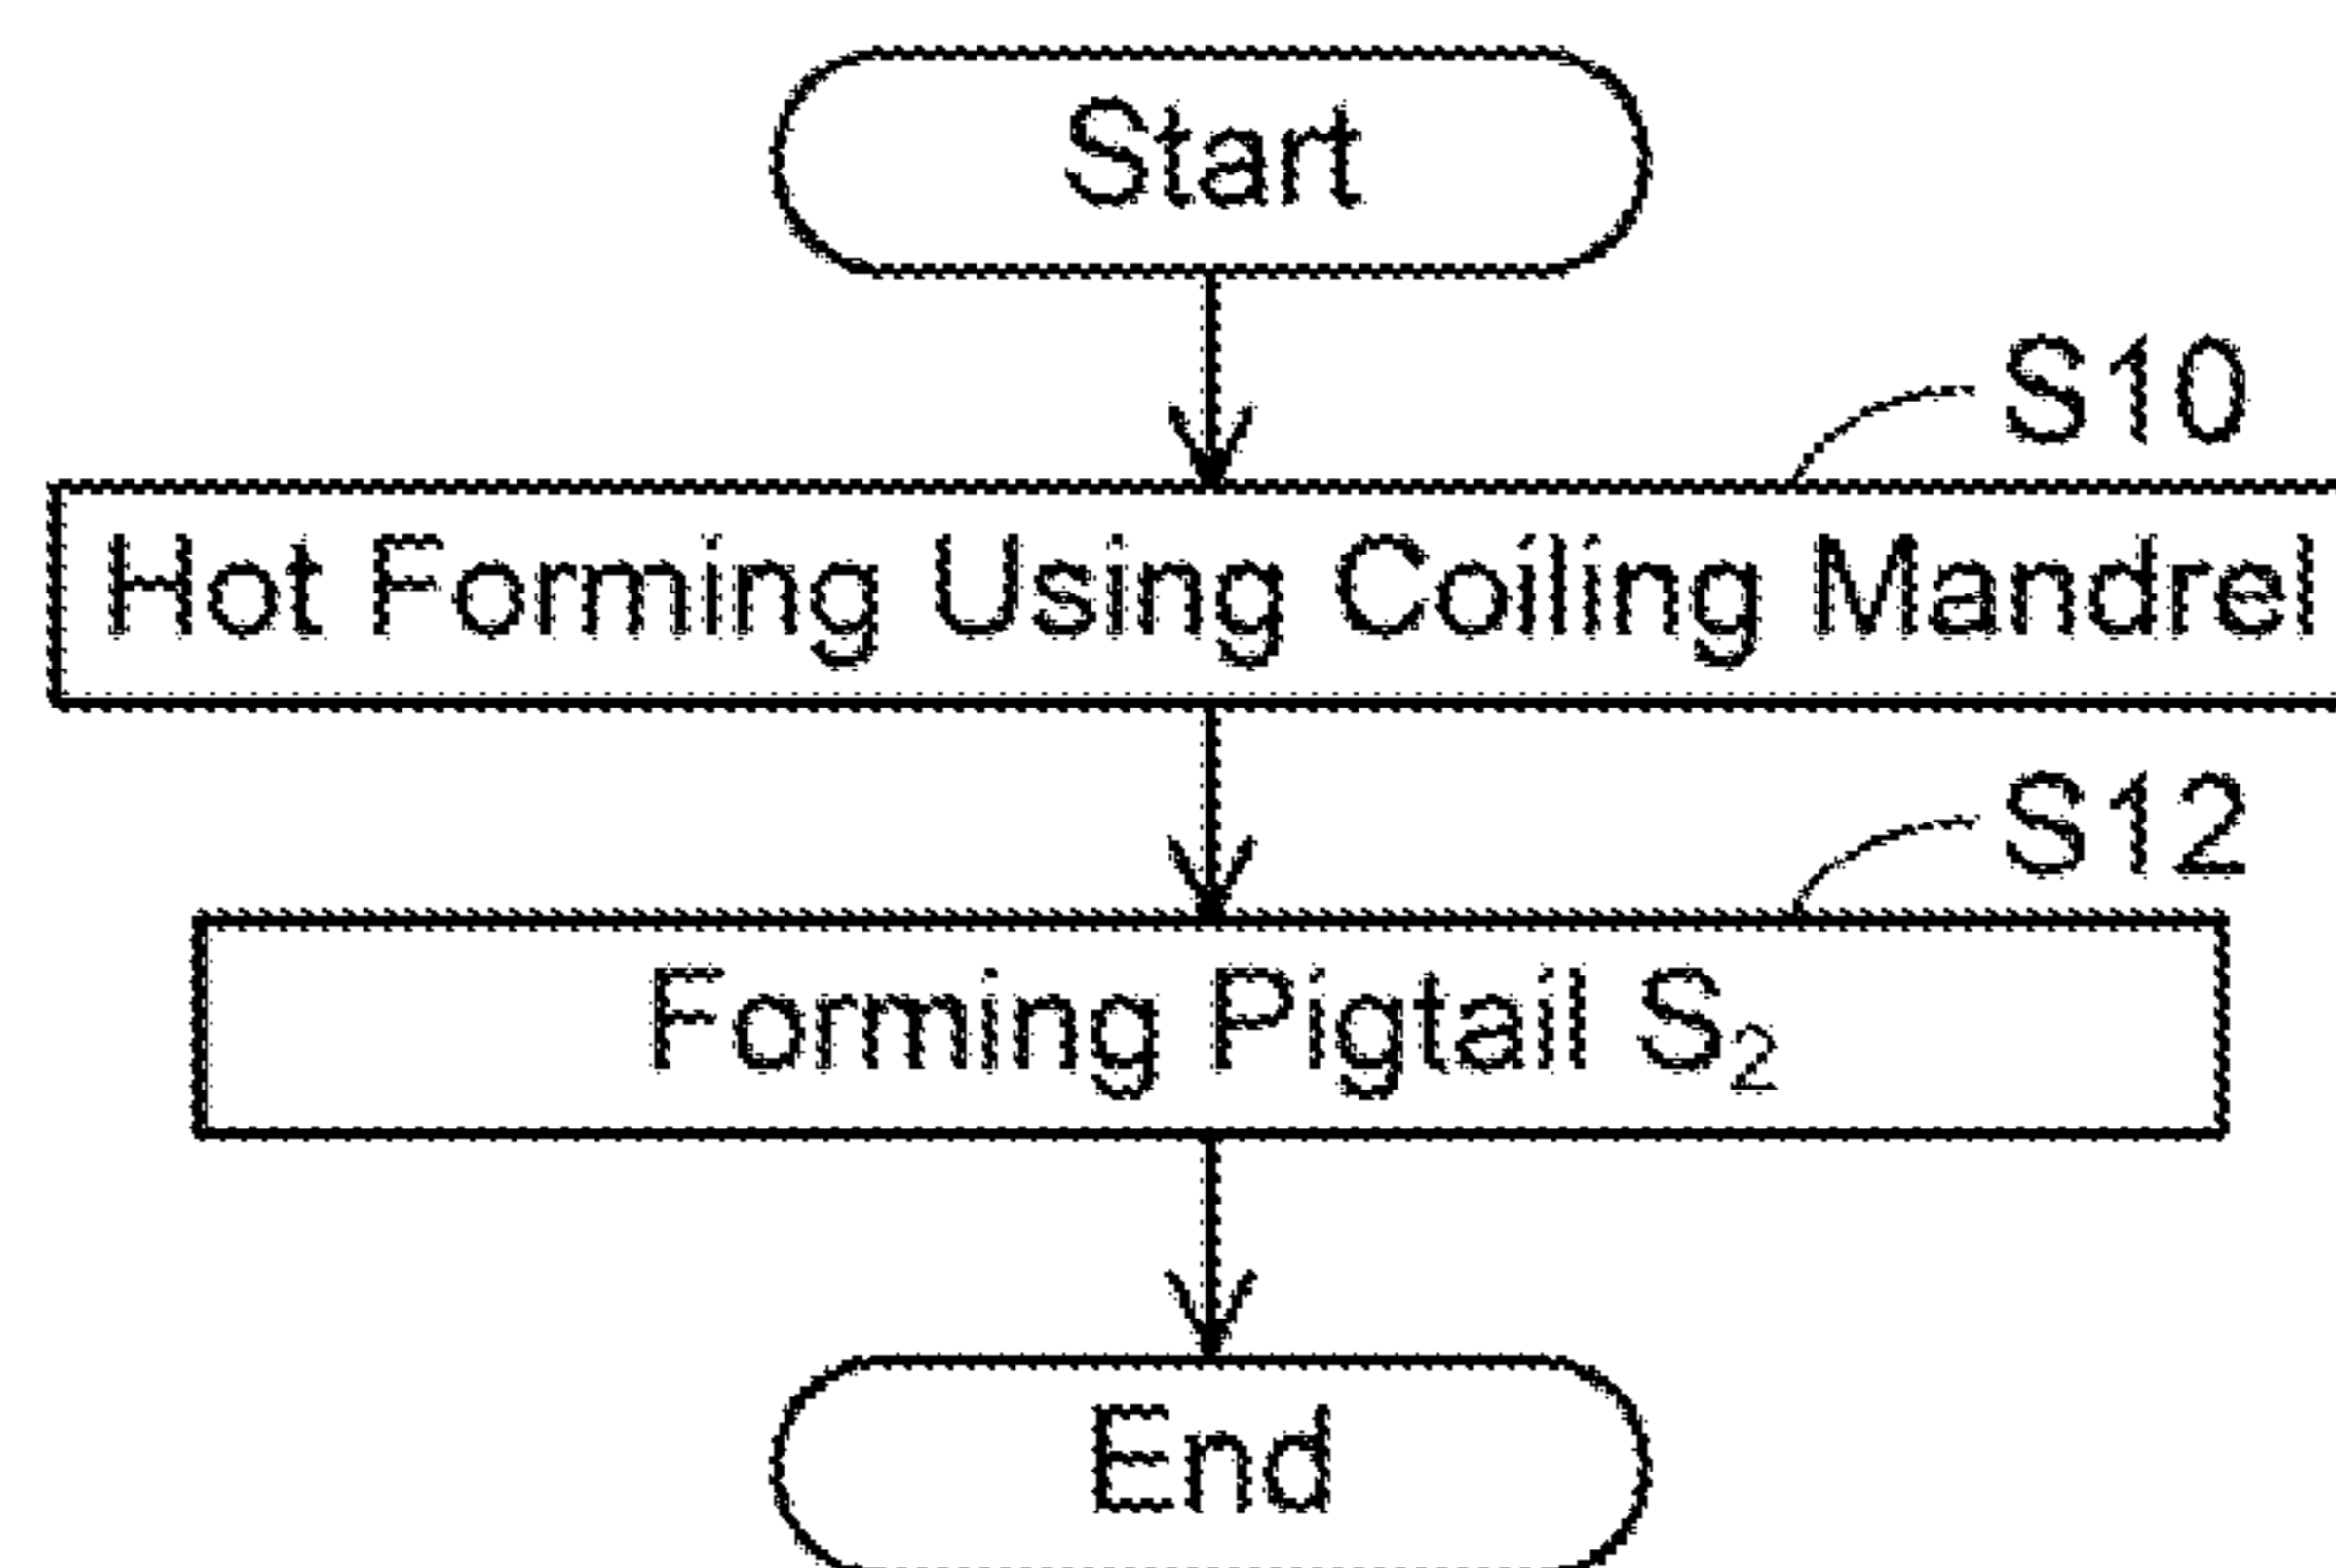 Start
S10
Hot Forming Using Coiling Mandrel
S12
Forming Pigtail S₂
End